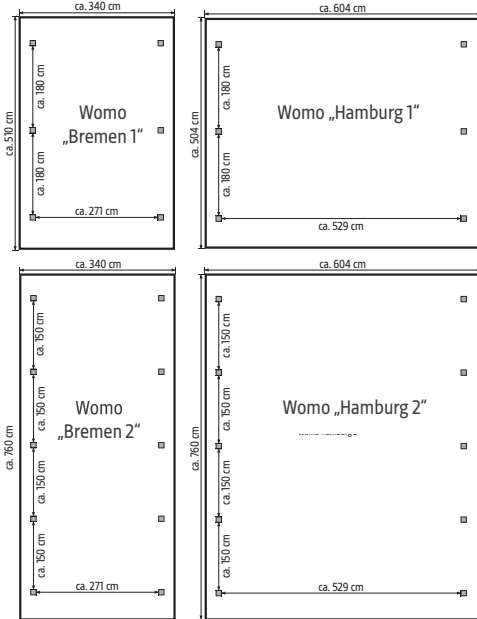 ca. 340 cm
ca. 510 cm
ca. 180 cm
ca. 180 cm
Womo
„Bremen 1“
ca. 271 cm
ca. 604 cm
ca. 504 cm
ca. 180 cm
ca. 180 cm
Womo „Hamburg 1“
ca. 529 cm
ca. 340 cm
ca. 760 cm
ca. 150 cm
ca. 150 cm
ca. 150 cm
ca. 150 cm
Womo
„Bremen 2“
ca. 271 cm
ca. 604 cm
ca. 760 cm
ca. 150 cm
ca. 150 cm
ca. 150 cm
ca. 150 cm
Womo „Hamburg 2“
ca. 529 cm